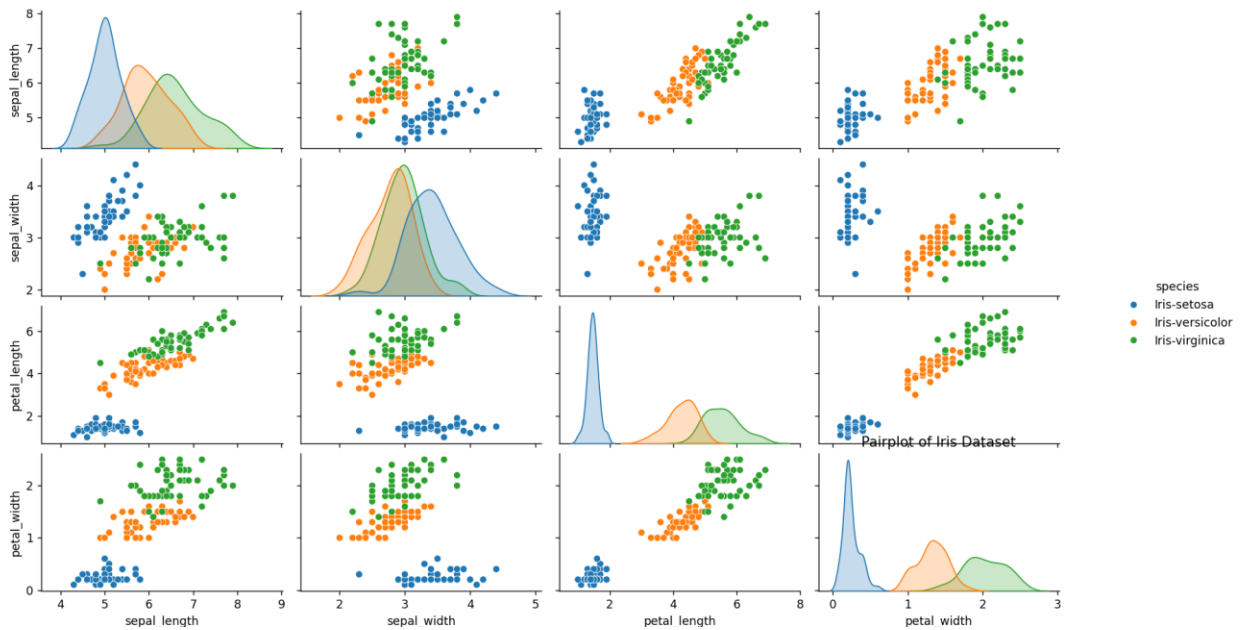 sepal_length
8
7
6
5
sepal_width
4
3
2
species
Iris-setosa
Iris-versicolor
Iris-virginica
petal_length
6
4
2
Pairplot of Iris Dataset
petal_width
2
1
0
4 5 6 7 8 9
2 3 4 5
2 4 6 8
0 1 2 3
sepal_length sepal_width petal_length petal_width